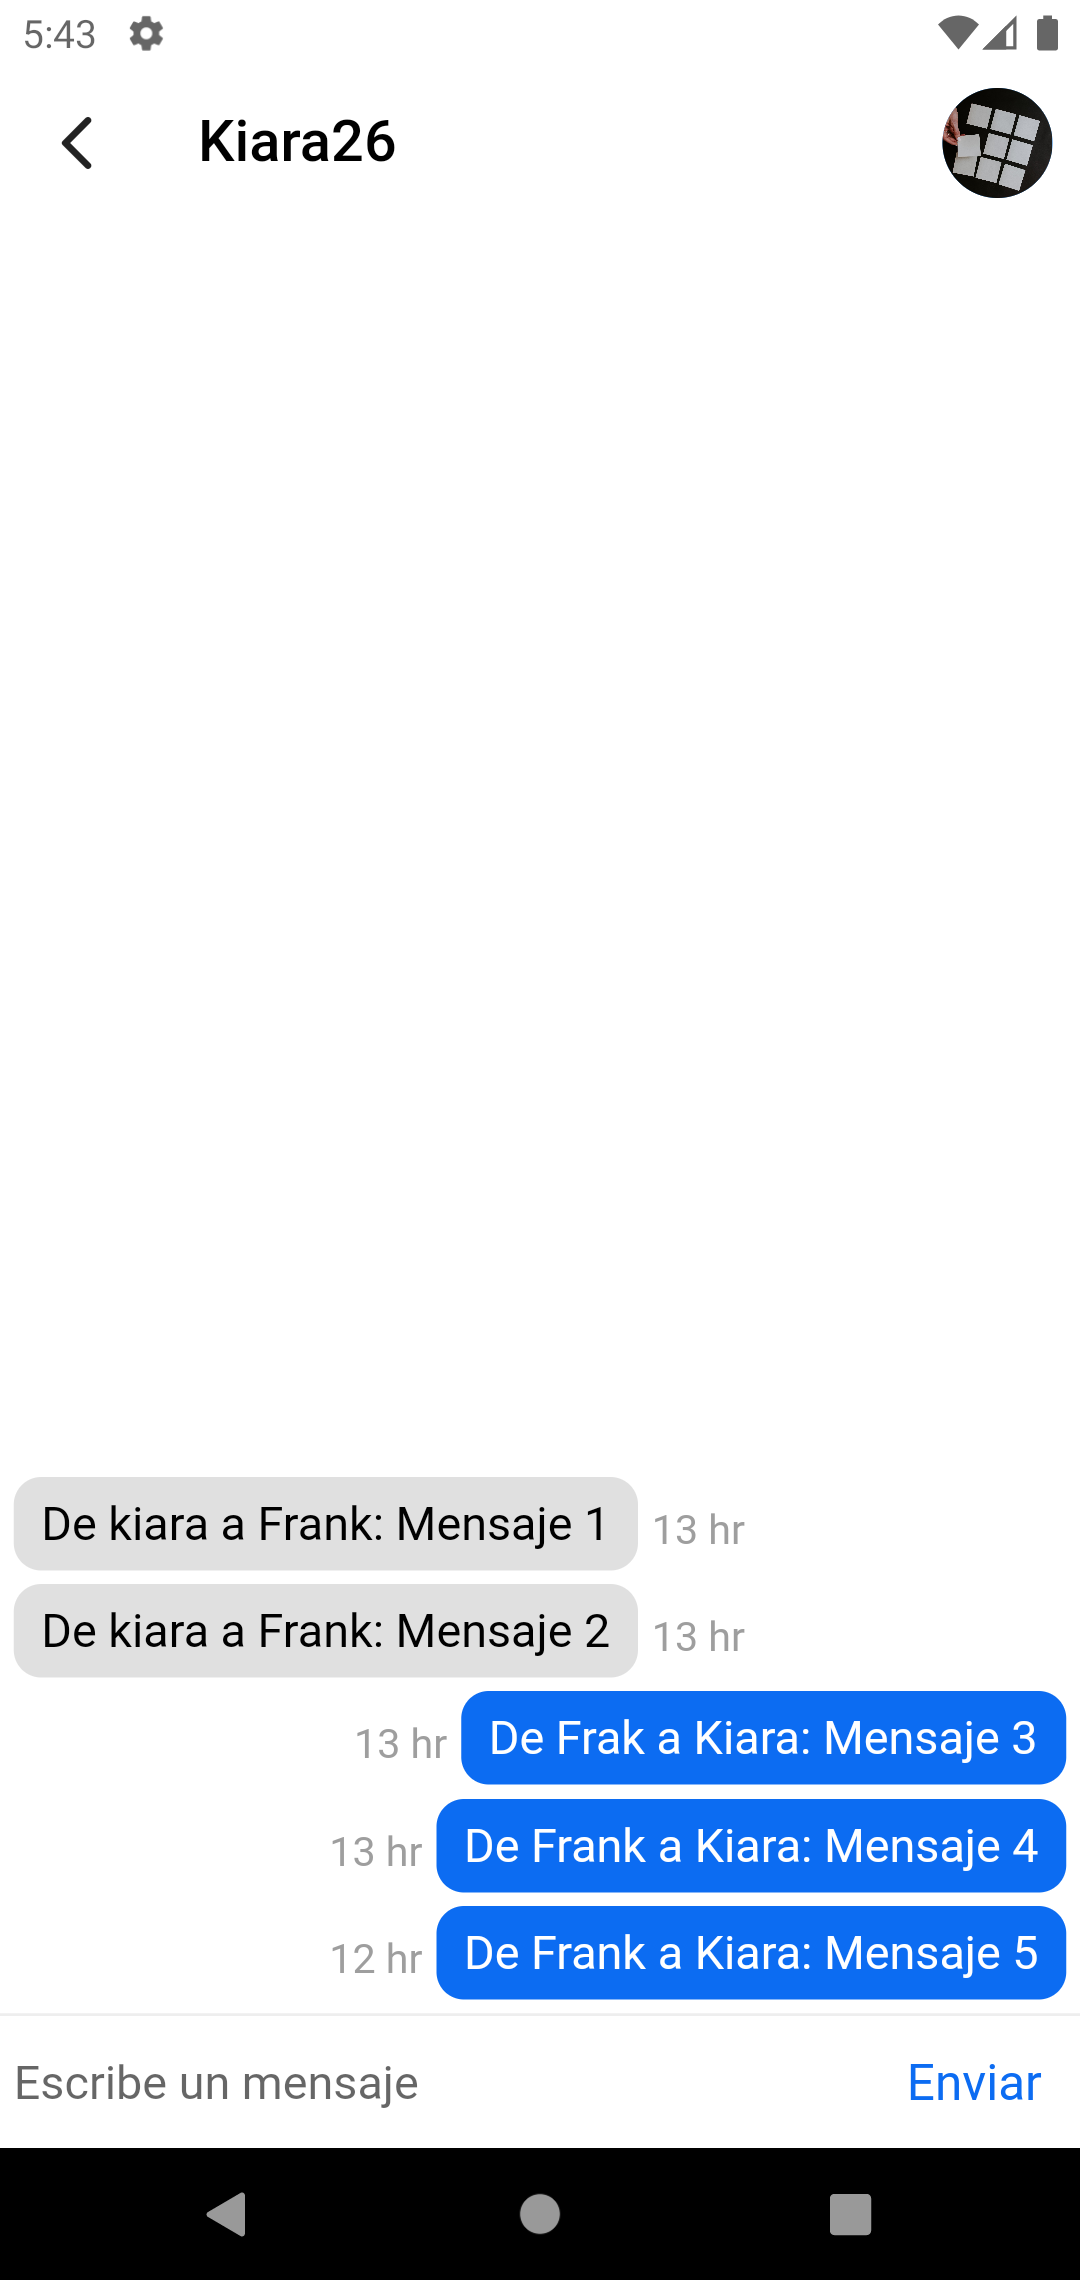 5:43
Kiara26
De kiara a Frank: Mensaje 1
13 hr
De kiara a Frank: Mensaje 2
13 hr
13 hr
De Frak a Kiara: Mensaje 3
13 hr
De Frank a Kiara: Mensaje 4
12 hr
De Frank a Kiara: Mensaje 5
Escribe un mensaje
Enviar